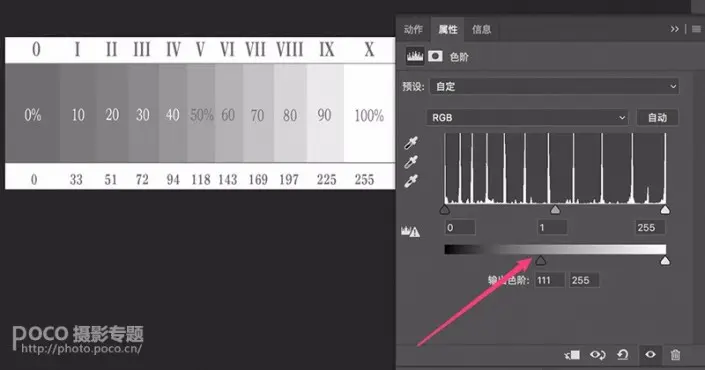 动作 属性 信息
色阶
预设: 自定
RGB 自动
0 I II III IV V VI VII VIII IX X
0% 10 20 30 40 50% 60 70 80 90 100%
0 33 51 72 94 118 143 169 197 225 255
0 1 255
输出色阶: 111 255
poco 摄影专题
http://photo.poco.cn/